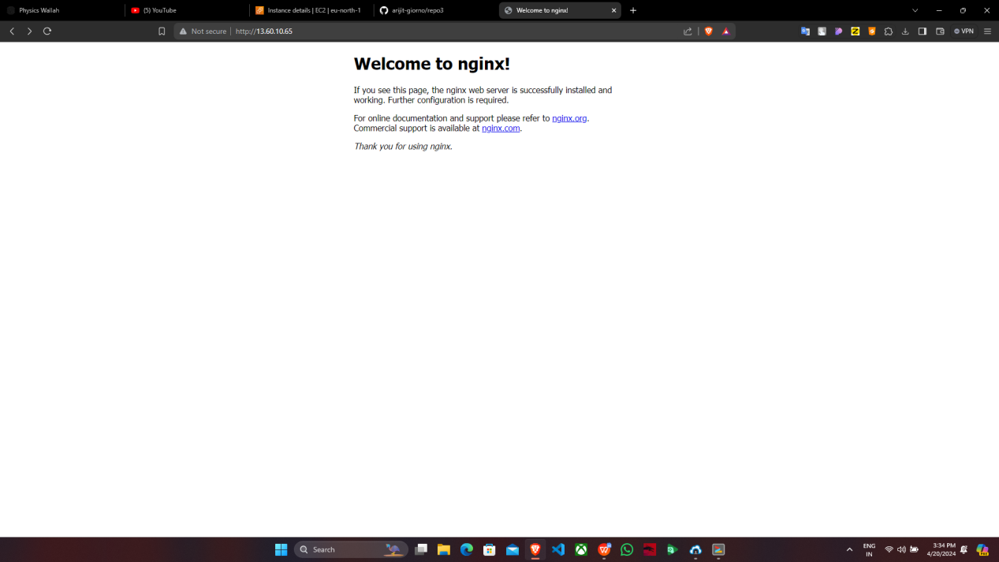 Physics Wallah
(5) YouTube
Instance details | EC2 | eu-north-1
arijit-giorno/repo3
Welcome to nginx!
Not secure
http://13.60.10.65
VPN
Welcome to nginx!
If you see this page, the nginx web server is successfully installed and
working. Further configuration is required.
For online documentation and support please refer to nginx.org.
Commercial support is available at nginx.com.
Thank you for using nginx.
Search
ENG
IN
3:34 PM
4/20/2024